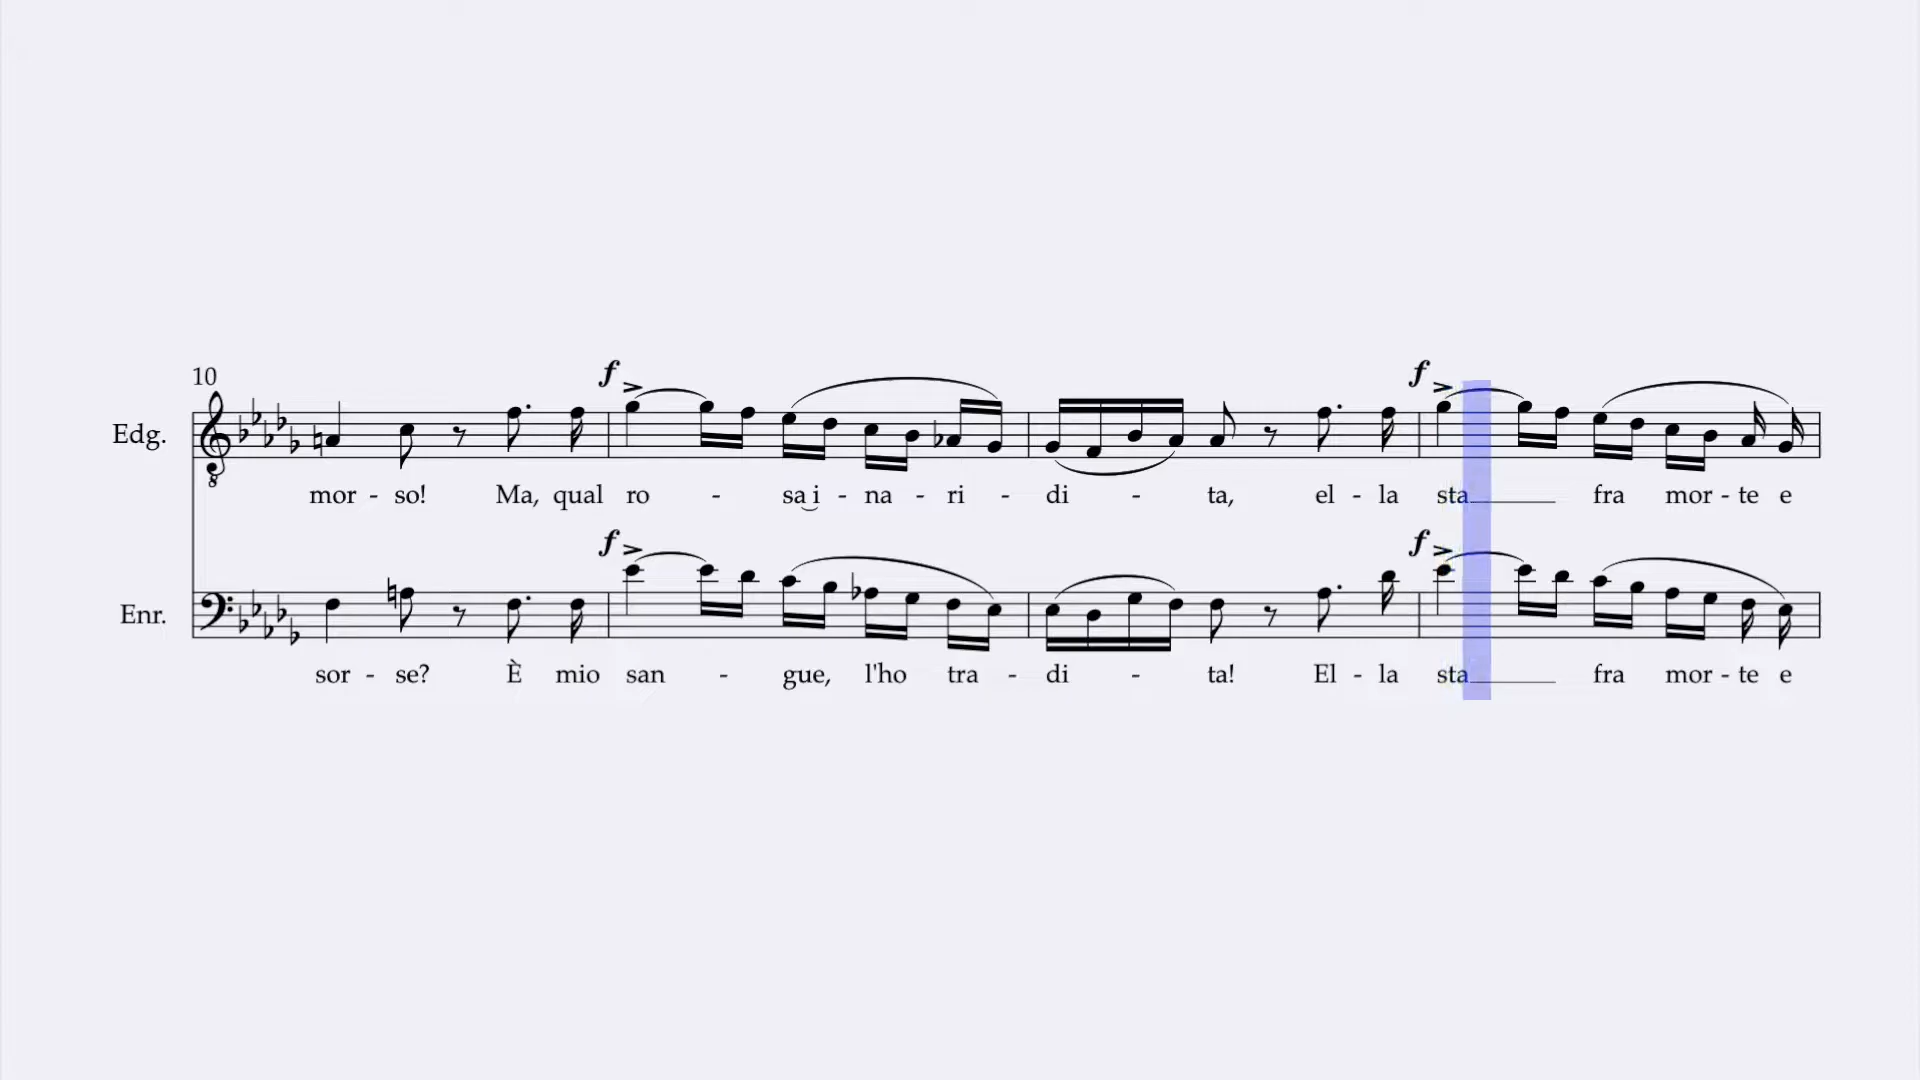 10
f f
Edg.
mor - so! Ma, qual ro - sa i - na - ri - di - ta, el - la sta fra mor - te e
f f
Enr.
sor - se? È mio san - gue, l'ho tra - di - ta! El - la sta fra mor - te e